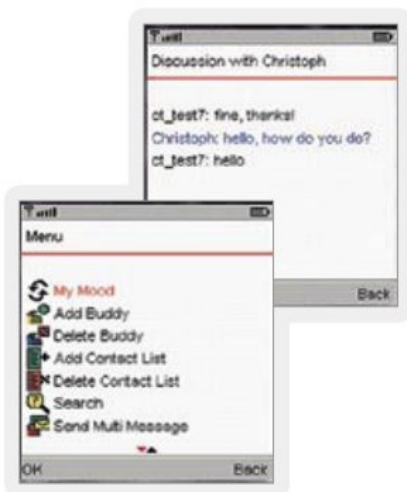 Discussion with Christoph
ct_test7: fine, thanks!
Christoph: hello, how do you do?
ct_test7: hello
Back
Menu
My Mood
Add Buddy
Delete Buddy
Add Contact List
Delete Contact List
Search
Send Multi Message
OK
Back